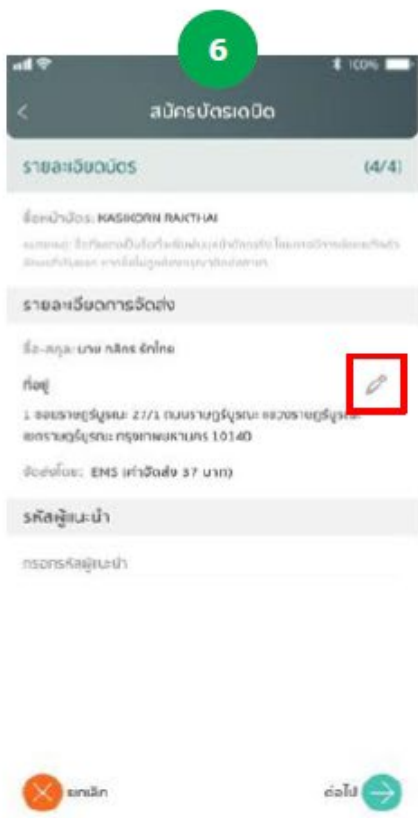 6
100%
สมัครบัตรเดบิต
รายละเอียดบัตร (4/4)
ชื่อหน้าบัตร: KASIKORN RAKTHAI
รายละเอียดการจัดส่ง
ชื่อ-สกุล: นาย กสิกร รักไทย
ที่อยู่
1 ซอยราษฎร์บูรณะ 27/1 ถนนราษฎร์บูรณะ แขวงราษฎร์บูรณะ
เขตราษฎร์บูรณะ กรุงเทพมหานคร 10140
จัดส่งโดย: EMS (ค่าจัดส่ง 37 บาท)
รหัสผู้แนะนำ
กรอกรหัสผู้แนะนำ
ยกเลิก
ต่อไป